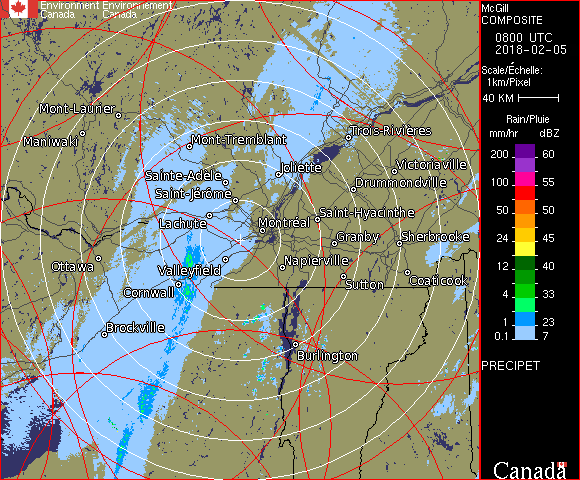 Environment Environnement
Canada Canada
McGill
COMPOSITE
0800 UTC
2018-02-05
Scale/Échelle:
1km/Pixel
40 KM
Rain/Pluie
mm/hr dBZ
200 60
100 55
50 50
24 45
12 40
4 33
1 23
0.1 7
PRECIPET
Canada
Mont-Laurier
Maniwaki
Mont-Tremblant
Trois-Rivières
Joliette
Victoriaville
Sainte-Adèle
Drummondville
Saint-Jérôme
Saint-Hyacinthe
Lachute
Montréal
Granby
Sherbrooke
Ottawa
Valleyfield
Napierville
Cornwall
Sutton
Coaticook
Brockville
Burlington